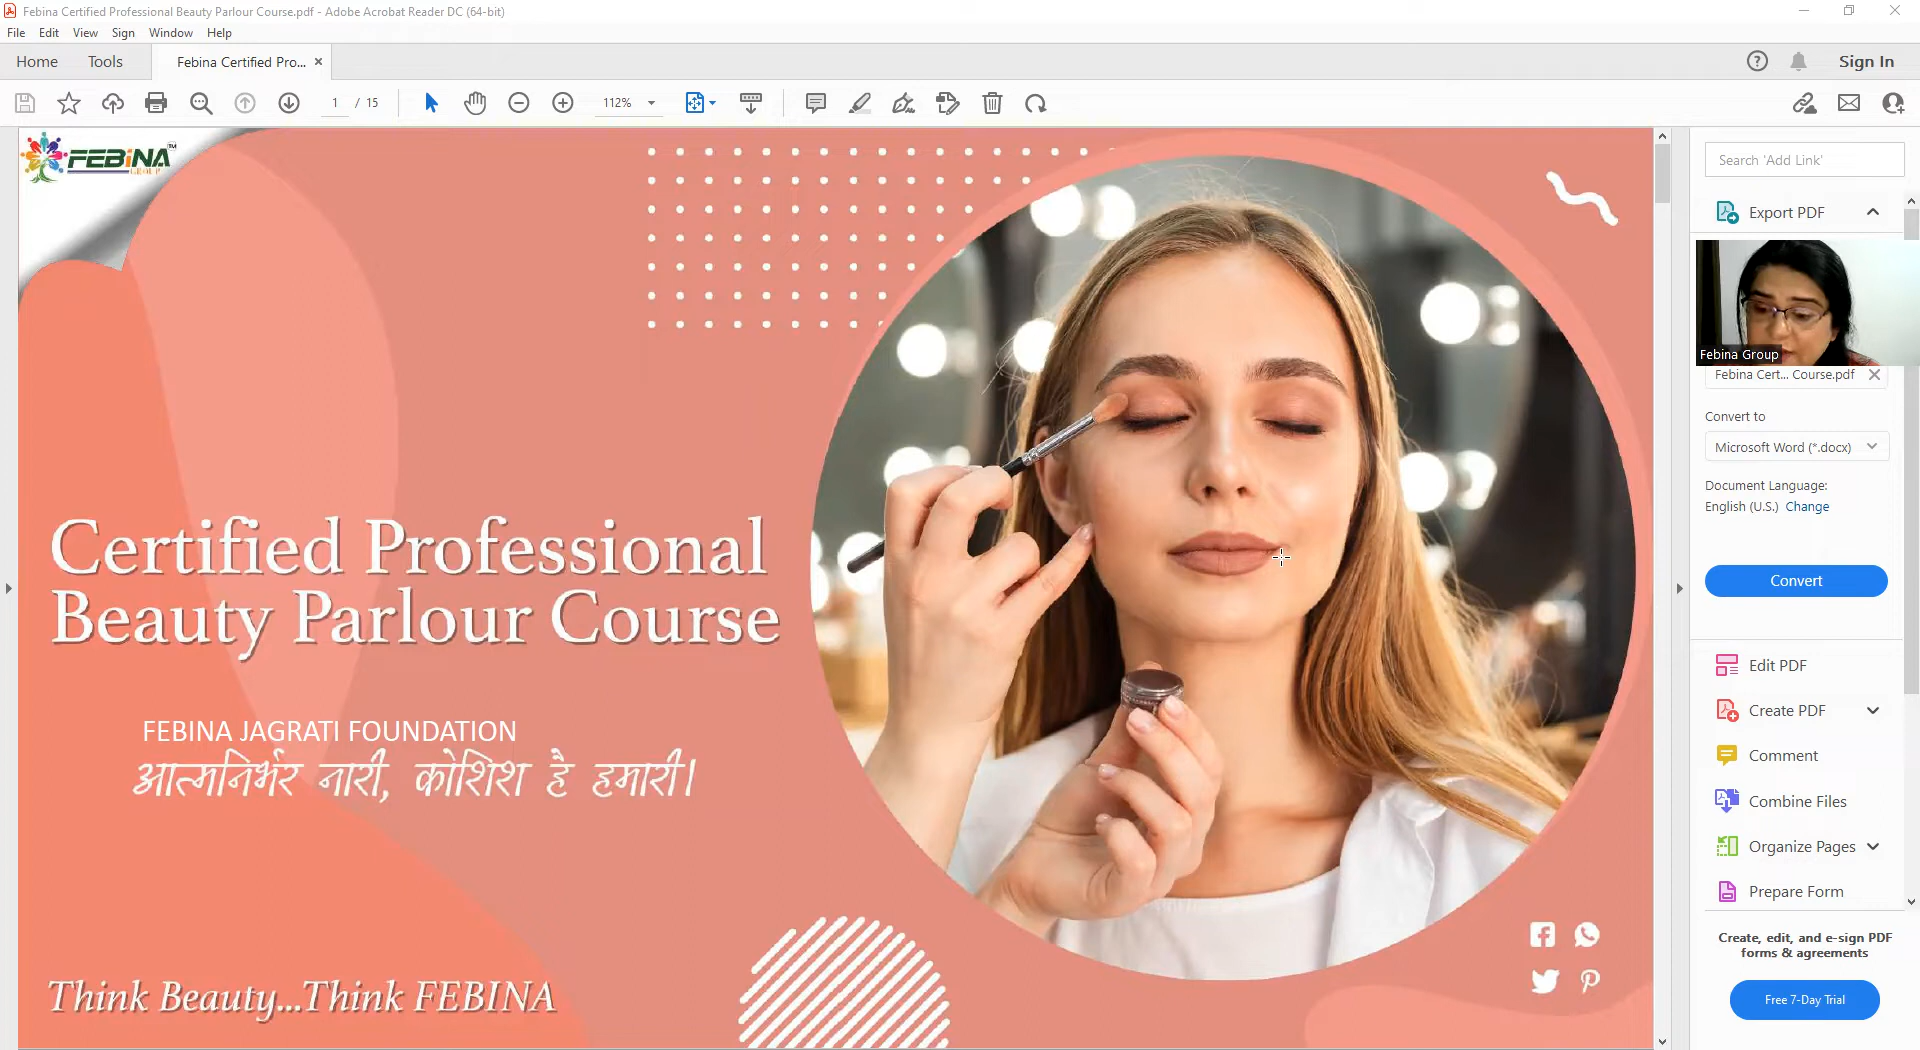 Febina Certified Professional Beauty Parlour Course.pdf - Adobe Acrobat Reader DC (64-bit)
File Edit View Sign Window Help
Home Tools Febina Certified Pro... ×
Sign In
1 / 15 112%
FEBiNA™
GROUP
Certified Professional
Beauty Parlour Course
FEBINA JAGRATI FOUNDATION
आत्मनिर्भर नारी, कोशिश है हमारी।
Think Beauty...Think FEBINA
Search 'Add Link'
Export PDF
Febina Group
Febina Cert... Course.pdf
Convert to
Microsoft Word (*.docx)
Document Language:
English (U.S.) Change
Convert
Edit PDF
Create PDF
Comment
Combine Files
Organize Pages
Prepare Form
Create, edit, and e-sign PDF
forms & agreements
Free 7-Day Trial